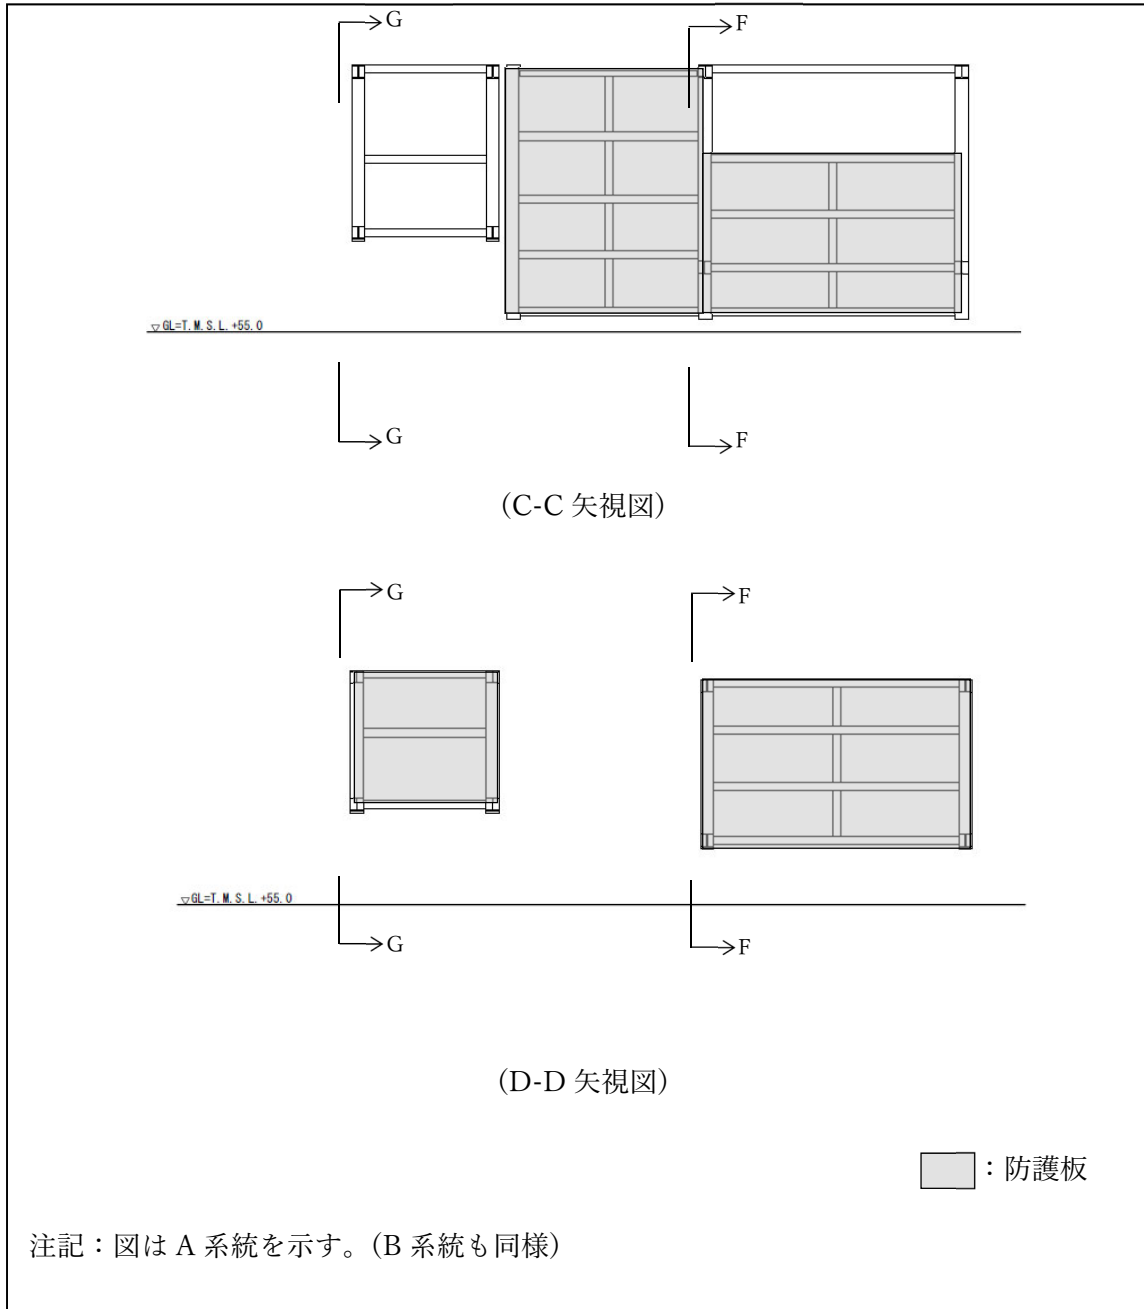 G
F
▽GL=T.M.S.L.+55.0
G
F
(C-C 矢視図)
G
F
▽GL=T.M.S.L.+55.0
G
F
(D-D 矢視図)
：防護板
注記：図は A 系統を示す。(B 系統も同様)